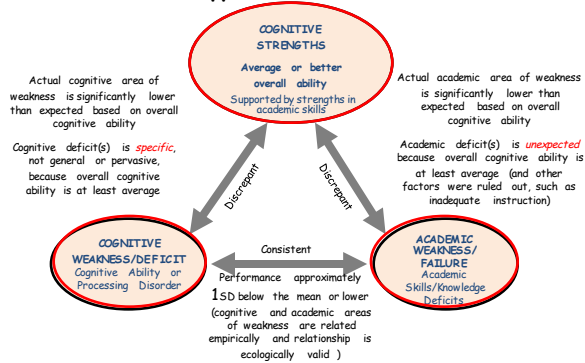 COGNITIVE
STRENGTHS
Average or better
overall ability
Supported by strengths in
academic skills
Actual cognitive area of
weakness is significantly lower
than expected based on overall
cognitive ability
Cognitive deficit(s) is specific,
not general or pervasive,
because overall cognitive
ability is at least average
Actual academic area of weakness
is significantly lower than
expected based on overall
cognitive ability
Academic deficit(s) is unexpected
because overall cognitive ability is
at least average (and other
factors were ruled out, such as
inadequate instruction)
Discrepant
Discrepant
COGNITIVE
WEAKNESS/DEFICIT
Cognitive Ability or
Processing Disorder
Consistent
Performance approximately
1SD below the mean or lower
(cognitive and academic areas
of weakness are related
empirically and relationship is
ecologically valid )
ACADEMIC
WEAKNESS/
FAILURE
Academic
Skills/Knowledge
Deficits